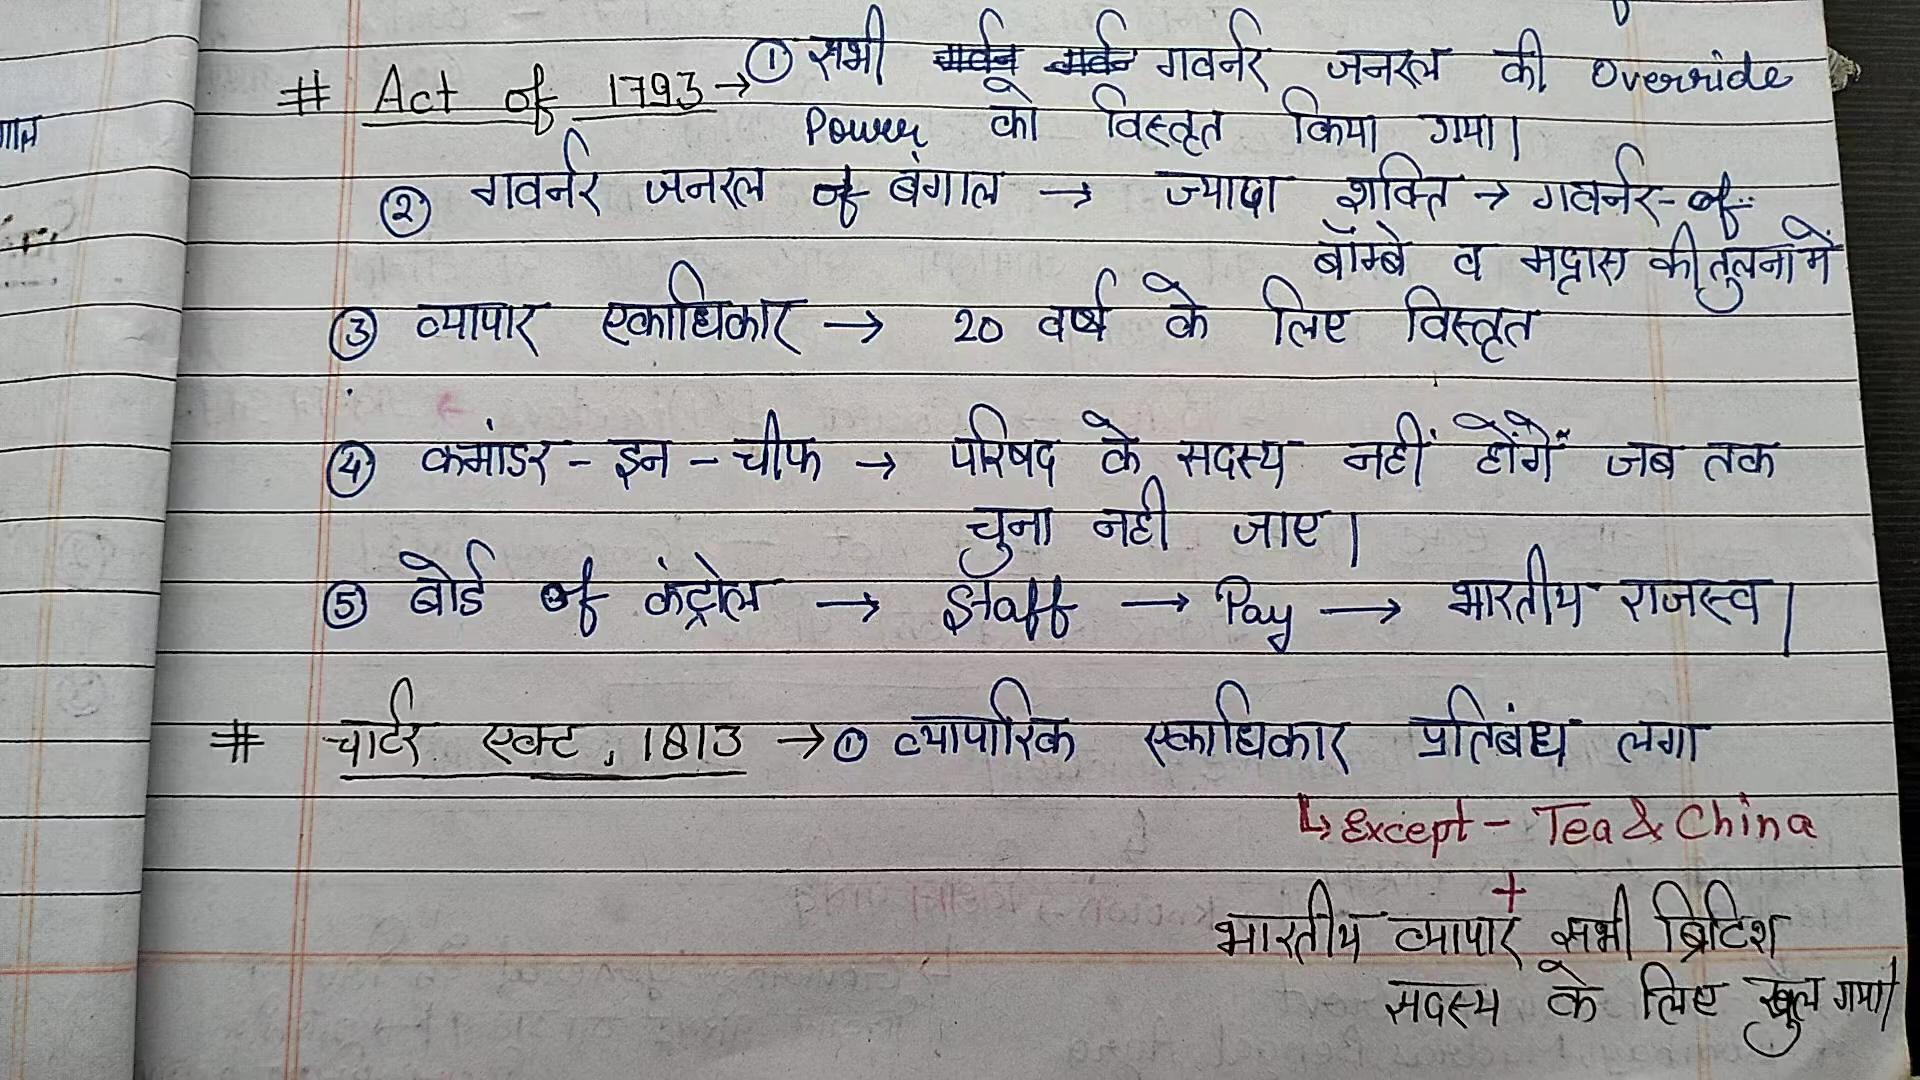 # Act of 1793 → ① सभी गवर्नर जनरल की override
Power को विस्तृत किया गया।
② गवर्नर जनरल of बंगाल → ज्यादा शक्ति → गवर्नर-of
बॉम्बे व मद्रास की तुलना में
③ व्यापार एकाधिकार → 20 वर्ष के लिए विस्तृत
④ कमांडर - इन - चीफ → परिषद के सदस्य नहीं होंगें जब तक
चुना नही जाए।
⑤ बोर्ड of कंट्रोल → Staff → Pay → भारतीय राजस्व।
# चार्टर एक्ट, 1813 → ① व्यापारिक एकाधिकार प्रतिबंध लगा
↳ Except - Tea & China
+
भारतीय व्यापार सभी ब्रिटिश
सदस्य के लिए खुल गया।